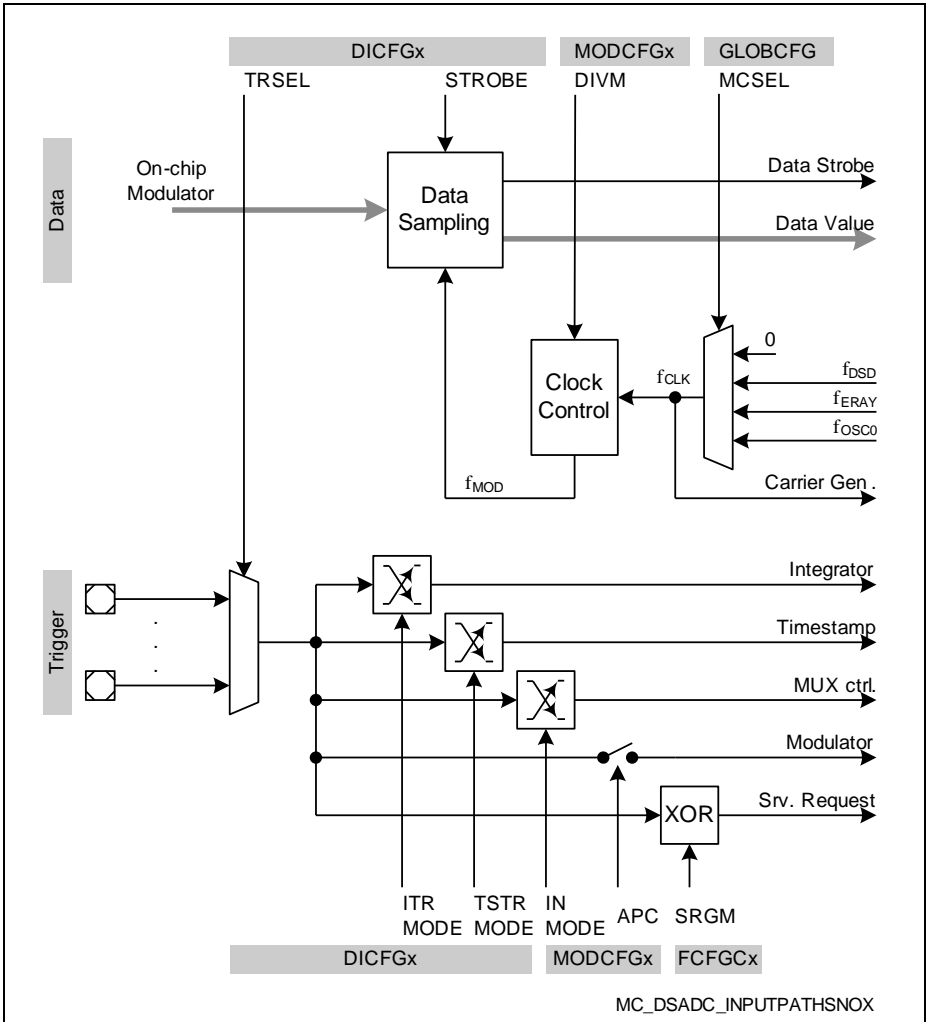 DICFGx MODCFGx GLOBCFG
TRSEL STROBE DIVM MCSEL
Data
On-chip
Modulator
Data
Sampling
Data Strobe
Data Value
Clock
Control
fCLK
0
fDSD
fERAY
fOSC0
fMOD
Carrier Gen .
Trigger
.
.
.
Integrator
Timestamp
MUX ctrl.
Modulator
XOR
Srv. Request
ITR
MODE
TSTR
MODE
IN
MODE
APC
SRGM
DICFGx MODCFGx FCFGCx
MC_DSADC_INPUTPATHSNOX